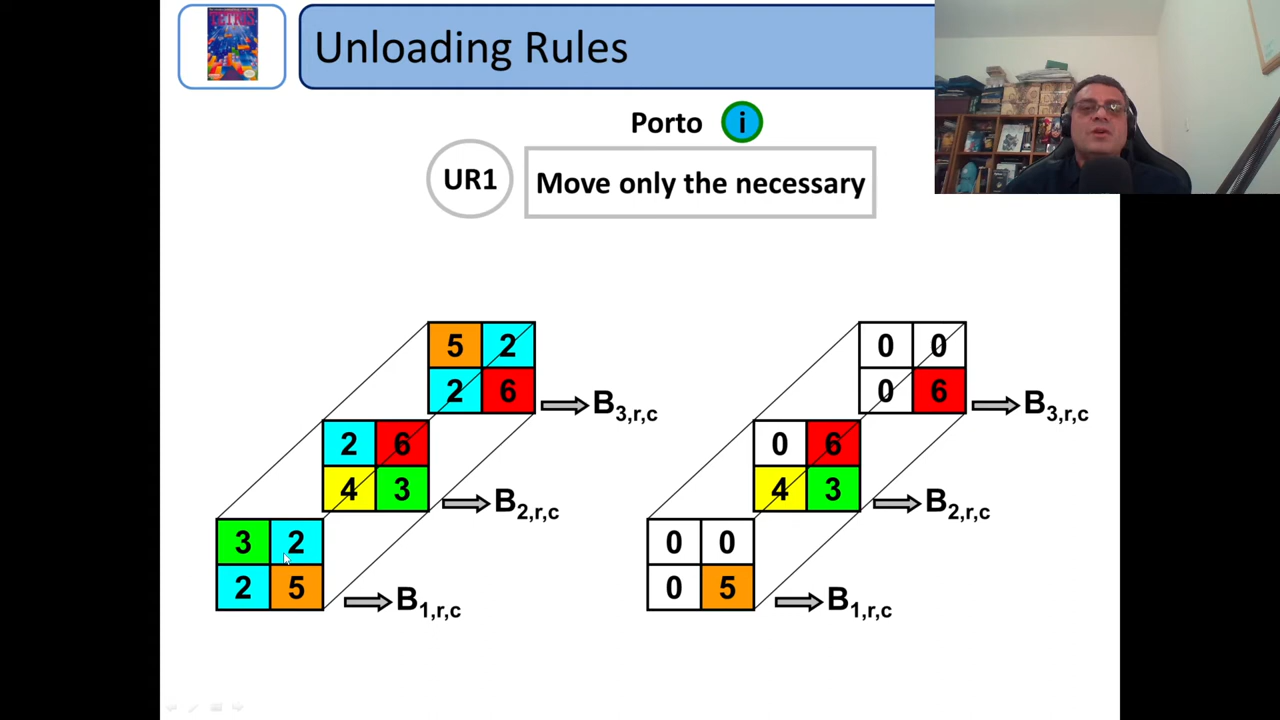 TETRIS
Unloading Rules
Porto i
UR1 Move only the necessary
5 2
2 6
B3,r,c
2 6
4 3
B2,r,c
3 2
2 5
B1,r,c
0 0
0 6
B3,r,c
0 6
4 3
B2,r,c
0 0
0 5
B1,r,c